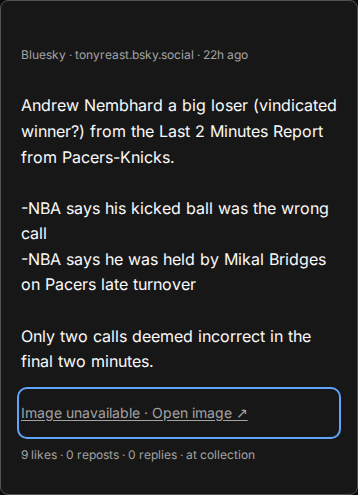 Bluesky · tonyreast.bsky.social · 22h ago
Andrew Nembhard a big loser (vindicated
winner?) from the Last 2 Minutes Report
from Pacers-Knicks.
-NBA says his kicked ball was the wrong
call
-NBA says he was held by Mikal Bridges
on Pacers late turnover
Only two calls deemed incorrect in the
final two minutes.
Image unavailable · Open image ↗
9 likes · 0 reposts · 0 replies · at collection